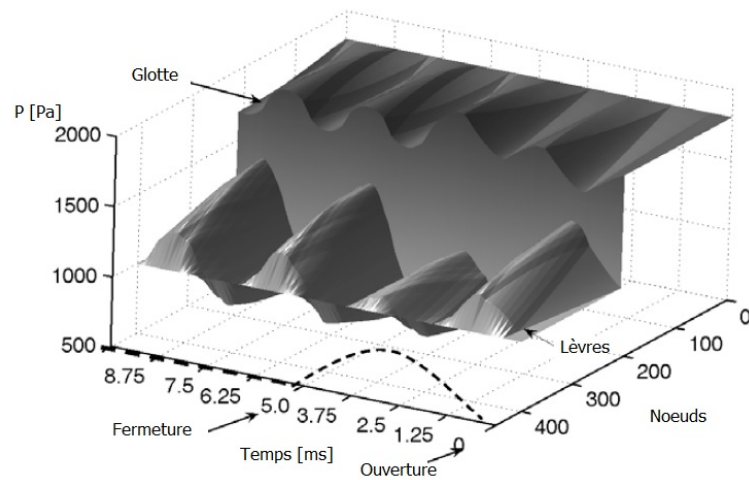 Glotte
P [Pa]
2000
1500
1000
500
8.75
7.5
6.25
5.0
3.75
2.5
1.25
0
Fermeture
Temps [ms]
Ouverture
Lèvres
0
100
200
300
400
Noeuds